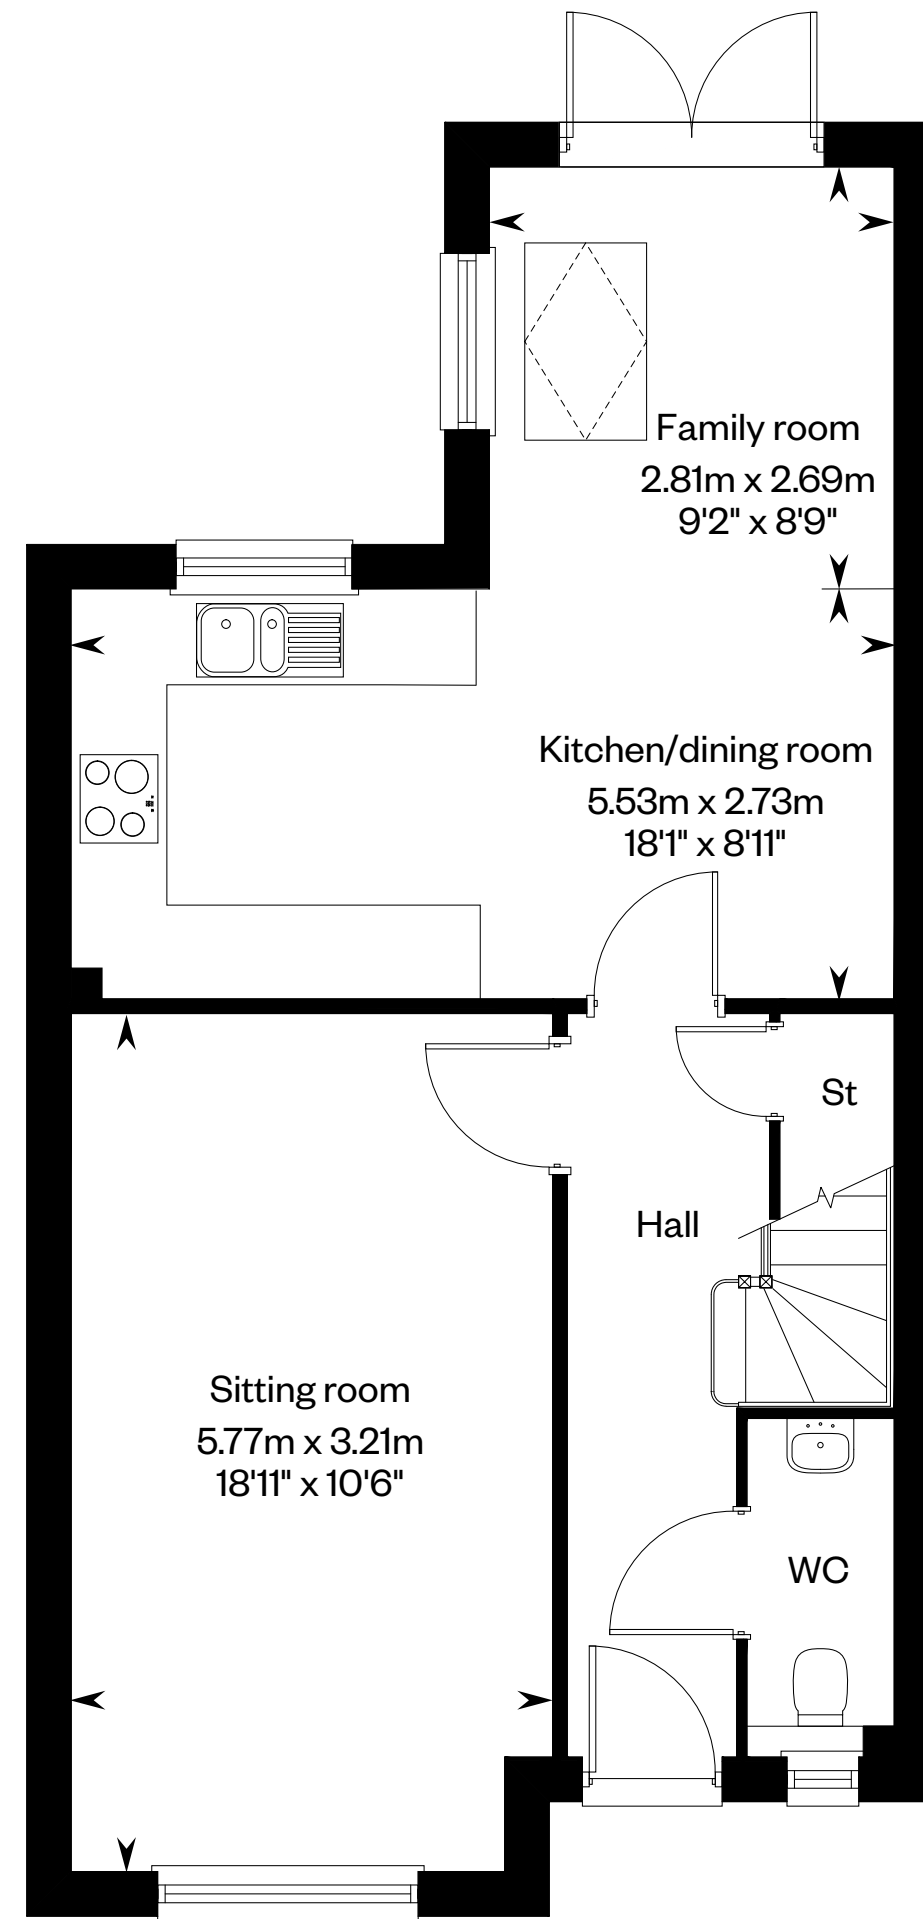 Family room
2.81m x 2.69m
9'2" x 8'9"
Kitchen/dining room
5.53m x 2.73m
18'1" x 8'11"
St
Hall
Sitting room
5.77m x 3.21m
18'11" x 10'6"
WC